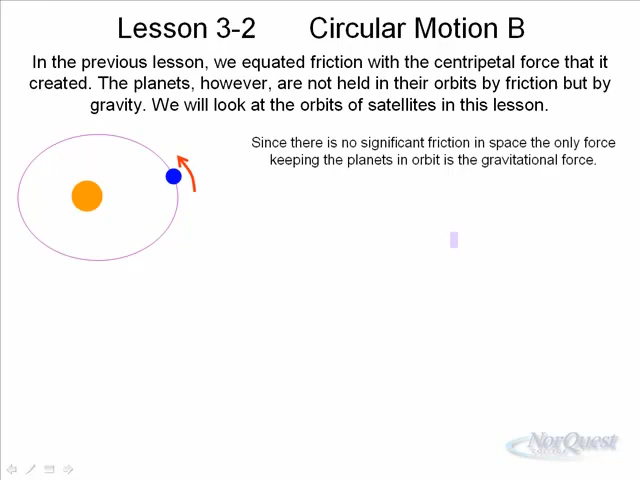 Lesson 3-2 Circular Motion B
In the previous lesson, we equated friction with the centripetal force that it
created. The planets, however, are not held in their orbits by friction but by
gravity. We will look at the orbits of satellites in this lesson.
Since there is no significant friction in space the only force
keeping the planets in orbit is the gravitational force.
NorQuest
COLLEGE